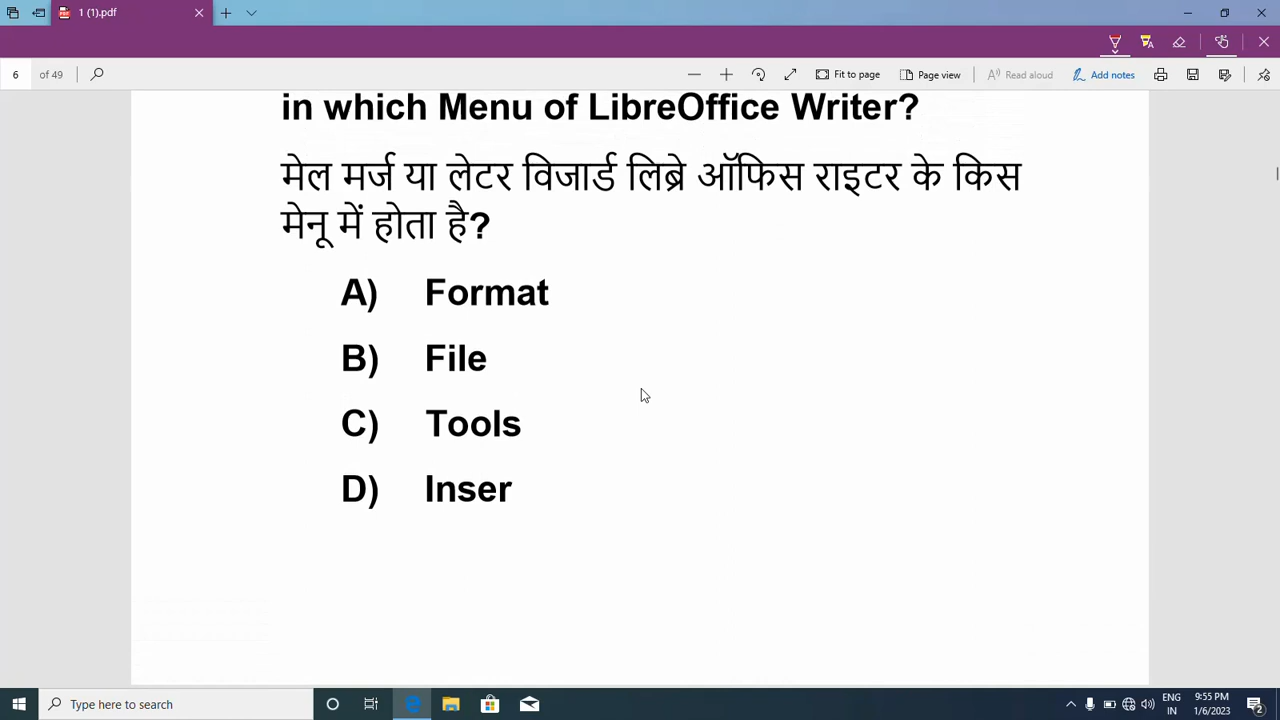 1 (1).pdf
6 of 49
Fit to page
Page view
Read aloud
Add notes
in which Menu of LibreOffice Writer?
मेल मर्ज या लेटर विजार्ड लिब्रे ऑफिस राइटर के किस
मेनू में होता है?
A) Format
B) File
C) Tools
D) Inser
Type here to search
ENG
IN
9:55 PM
1/6/2023
2